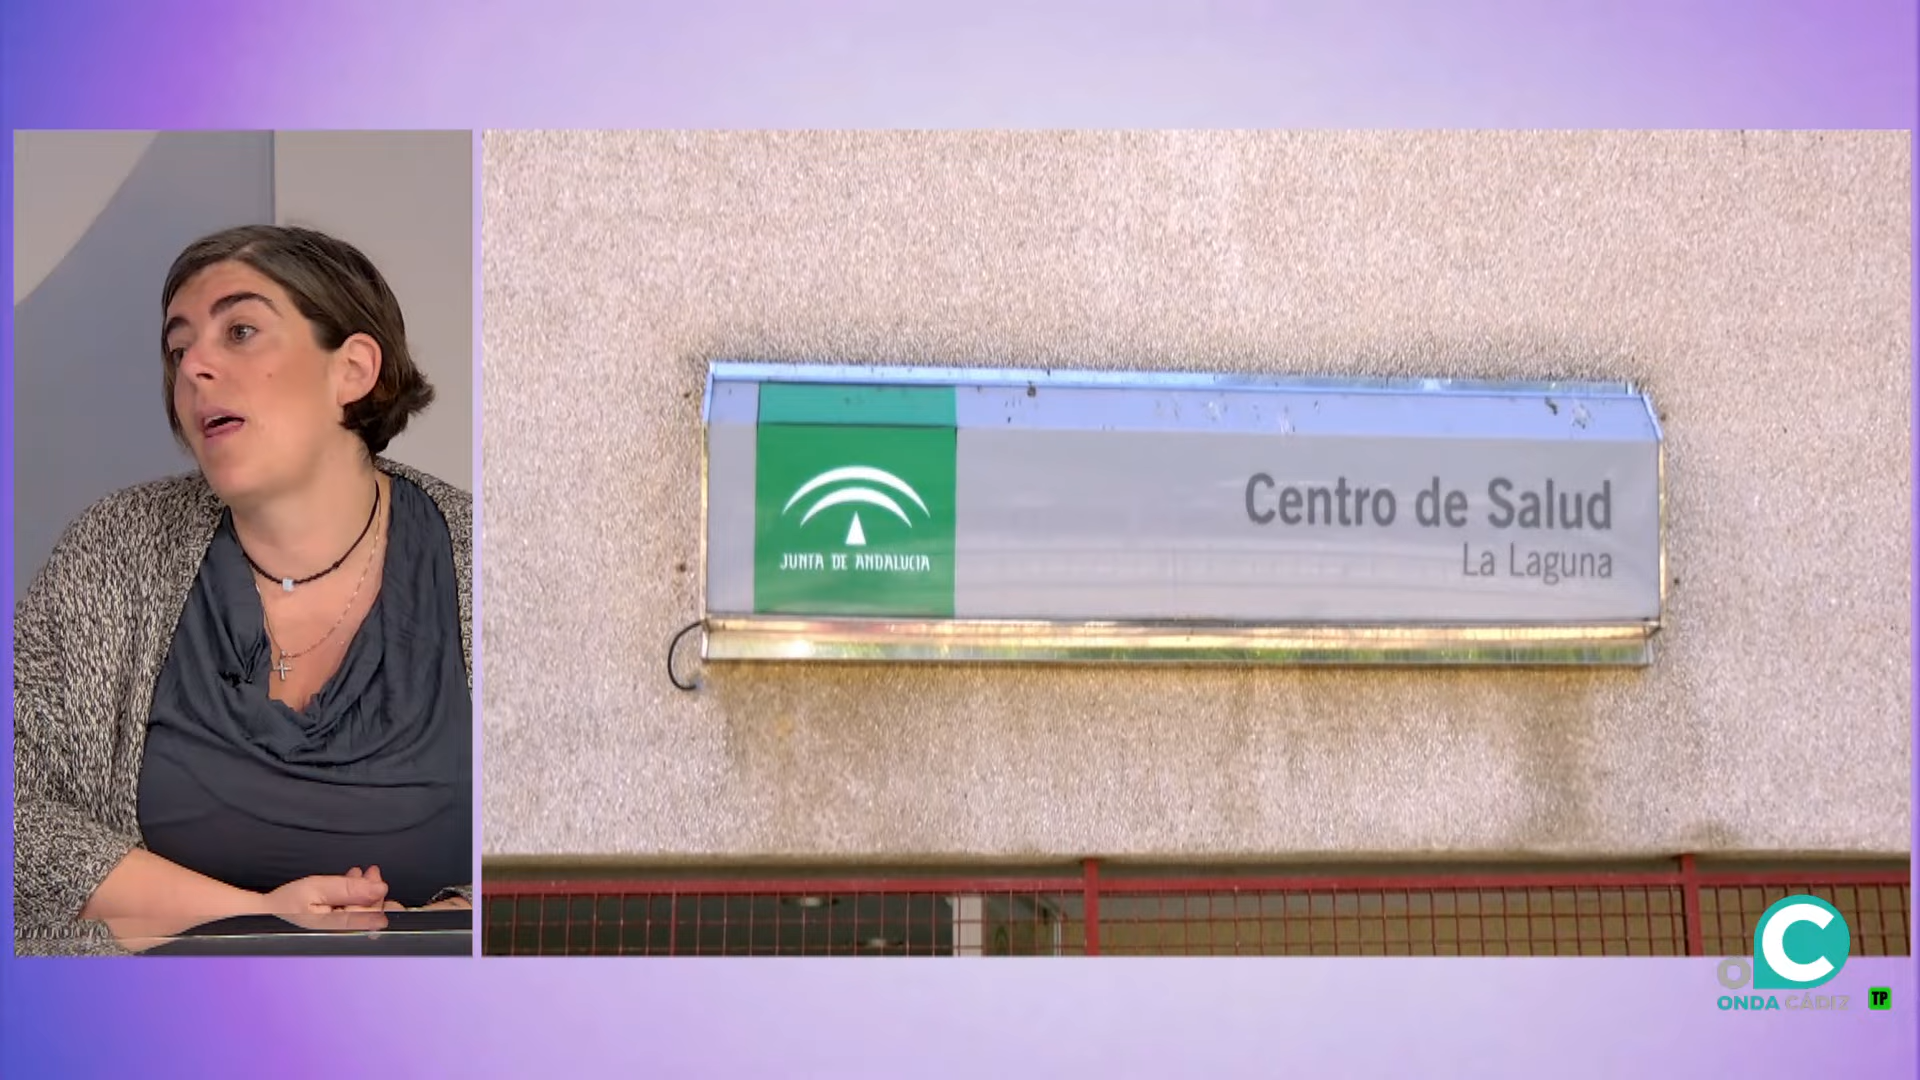 JUNTA DE ANDALUCIA
Centro de Salud
La Laguna
ONDA CÁDIZ
TP